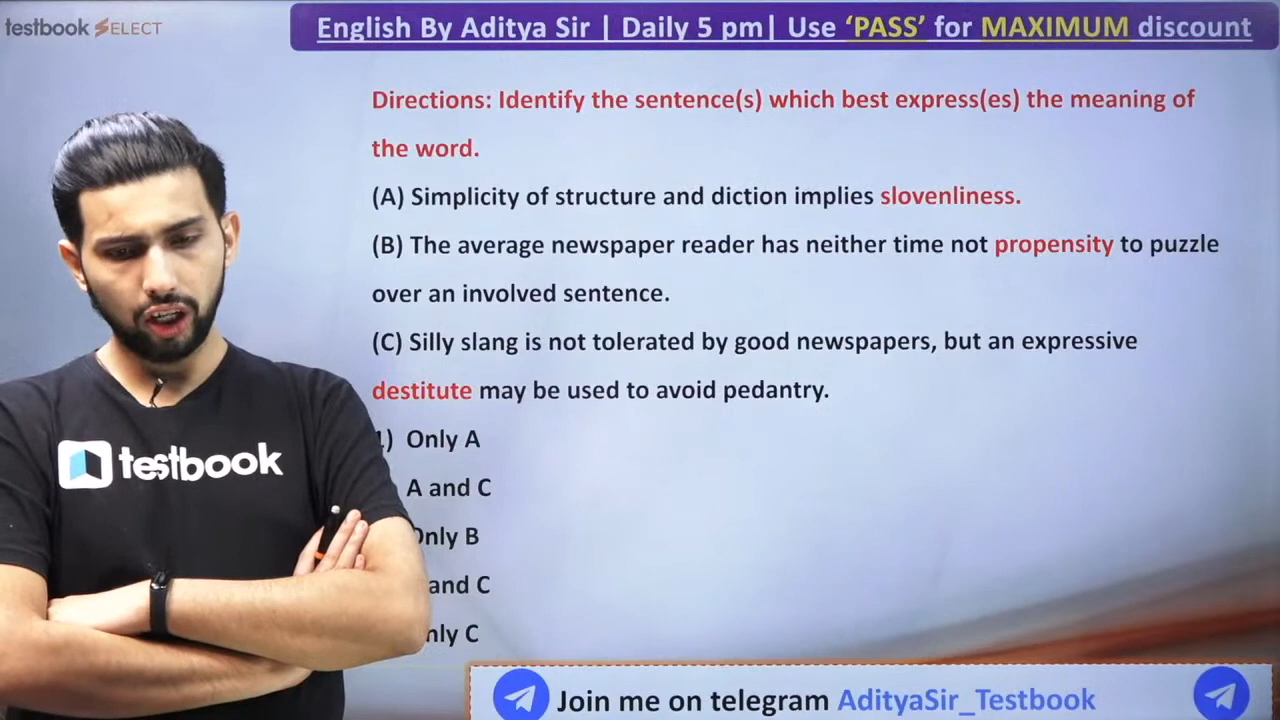 testbook SELECT
English By Aditya Sir | Daily 5 pm| Use ‘PASS’ for MAXIMUM discount
Directions: Identify the sentence(s) which best express(es) the meaning of
the word.
(A) Simplicity of structure and diction implies slovenliness.
(B) The average newspaper reader has neither time not propensity to puzzle
over an involved sentence.
(C) Silly slang is not tolerated by good newspapers, but an expressive
destitute may be used to avoid pedantry.
1) Only A
A and C
Only B
and C
Only C
testbook
Join me on telegram AdityaSir_Testbook